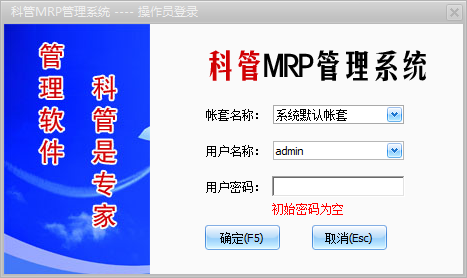 科管MRP管理系统 ---- 操作员登录
管理软件
科管是专家
科管MRP管理系统
帐套名称： 系统默认帐套
用户名称： admin
用户密码：
初始密码为空
确定(F5) 取消(Esc)